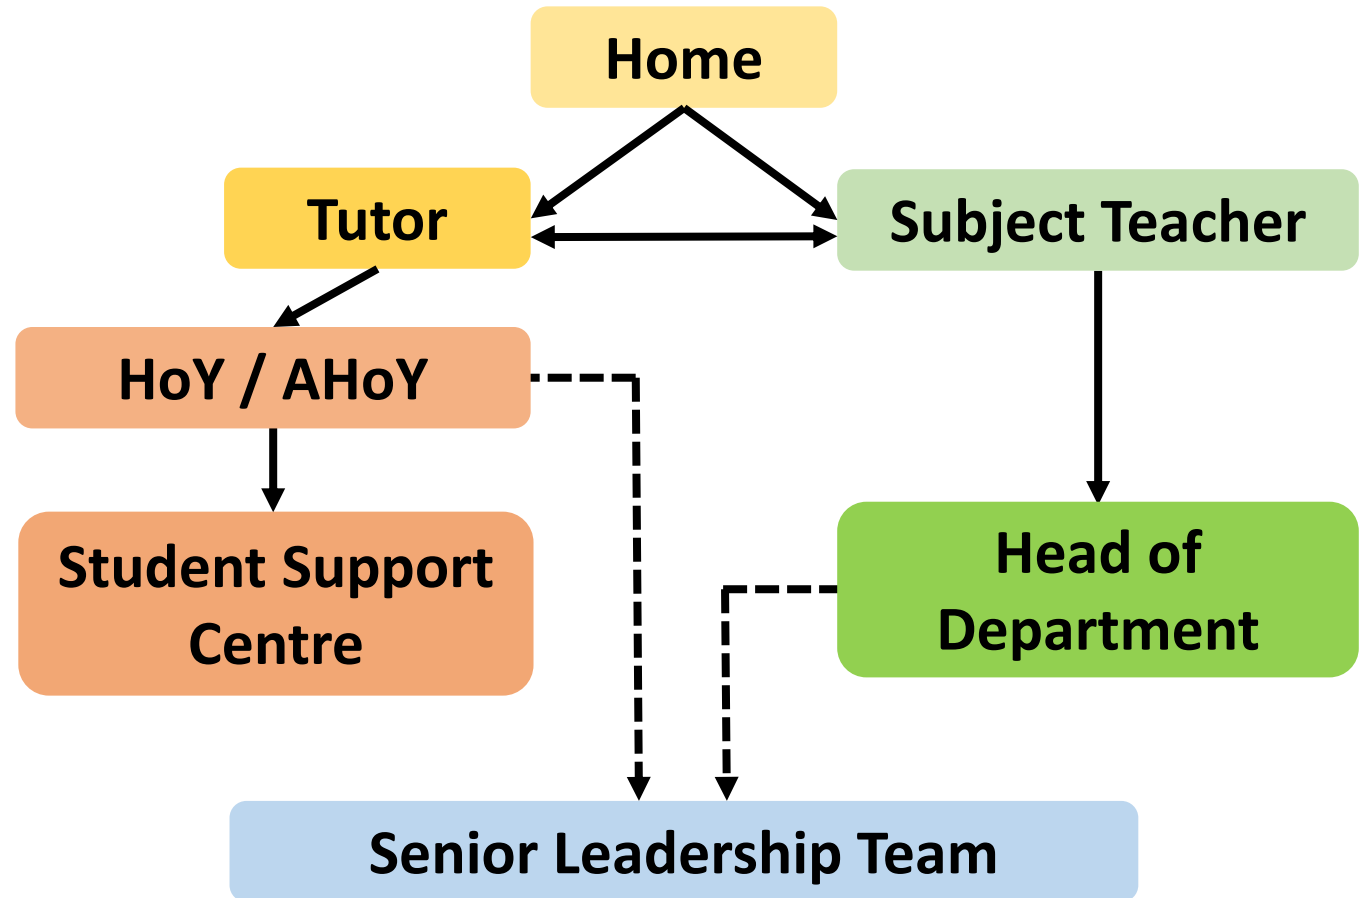 Home
Tutor
Subject Teacher
HoY / AHoY
Student Support
Centre
Head of
Department
Senior Leadership Team